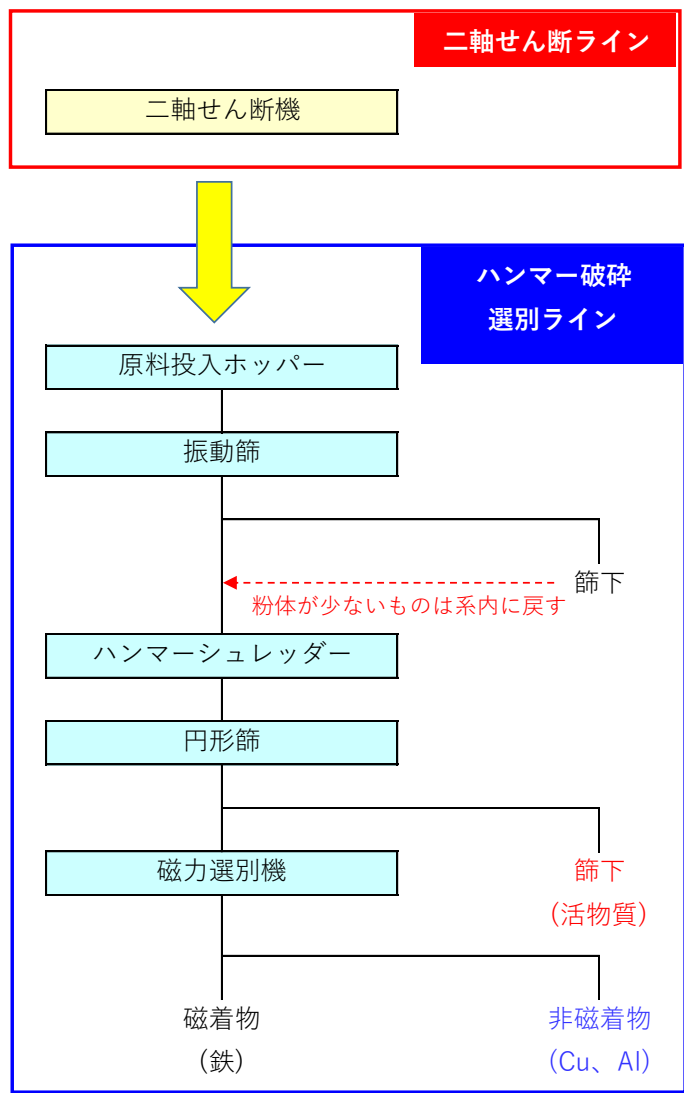 二軸せん断ライン
二軸せん断機
ハンマー破砕
選別ライン
原料投入ホッパー
振動篩
篩下
粉体が少ないものは系内に戻す
ハンマーシュレッダー
円形篩
磁力選別機
篩下
(活物質)
磁着物
(鉄)
非磁着物
(Cu、Al)